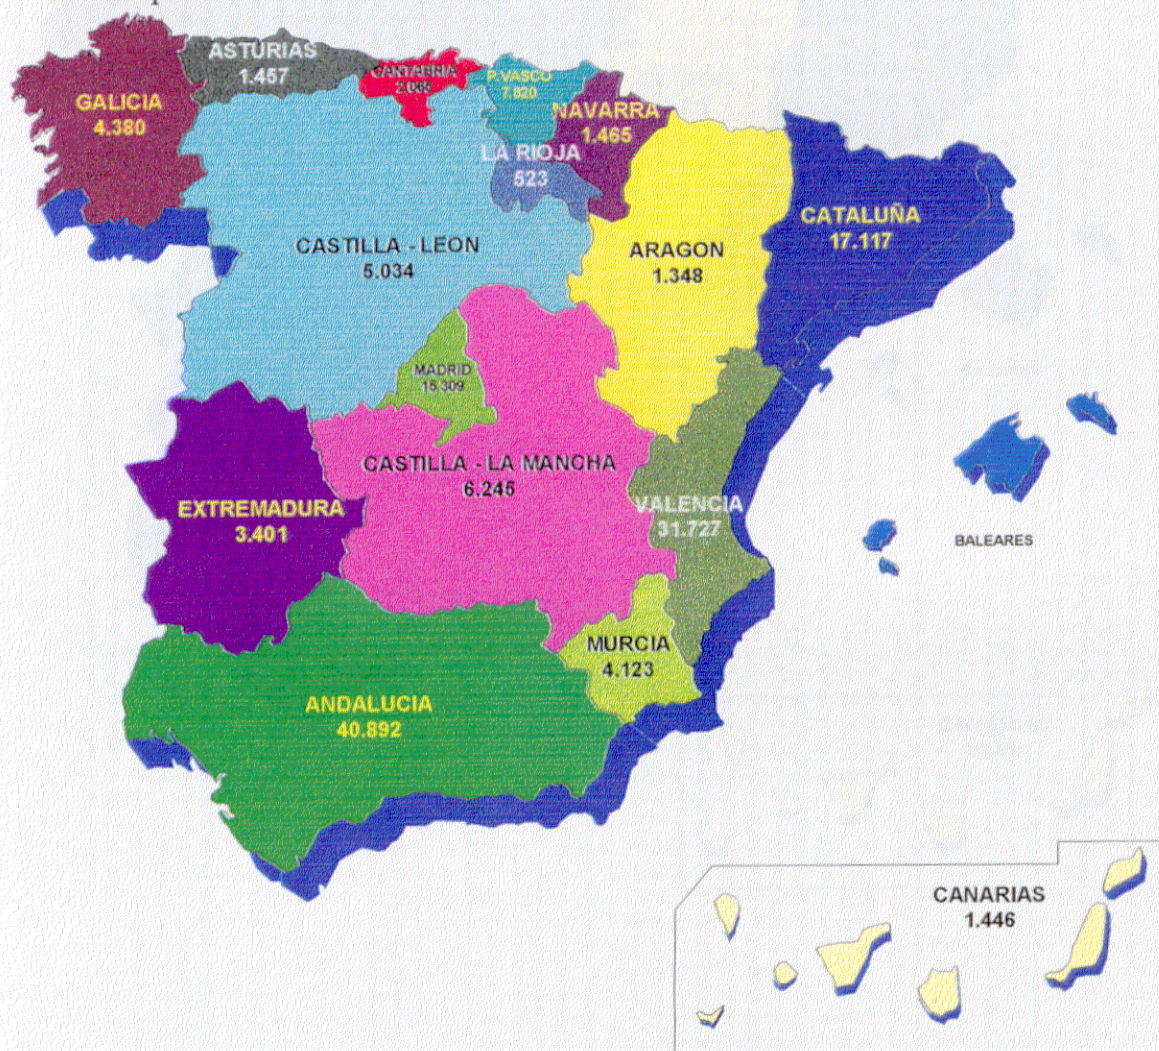 ASTURIAS
1.457
CANTABRIA
2.065
P.VASCO
7.820
GALICIA
4.380
NAVARRA
1.465
LA RIOJA
523
CASTILLA - LEON
5.034
ARAGON
1.348
CATALUÑA
17.117
MADRID
15.309
CASTILLA - LA MANCHA
6.245
EXTREMADURA
3.401
VALENCIA
31.727
BALEARES
MURCIA
4.123
ANDALUCIA
40.892
CANARIAS
1.446